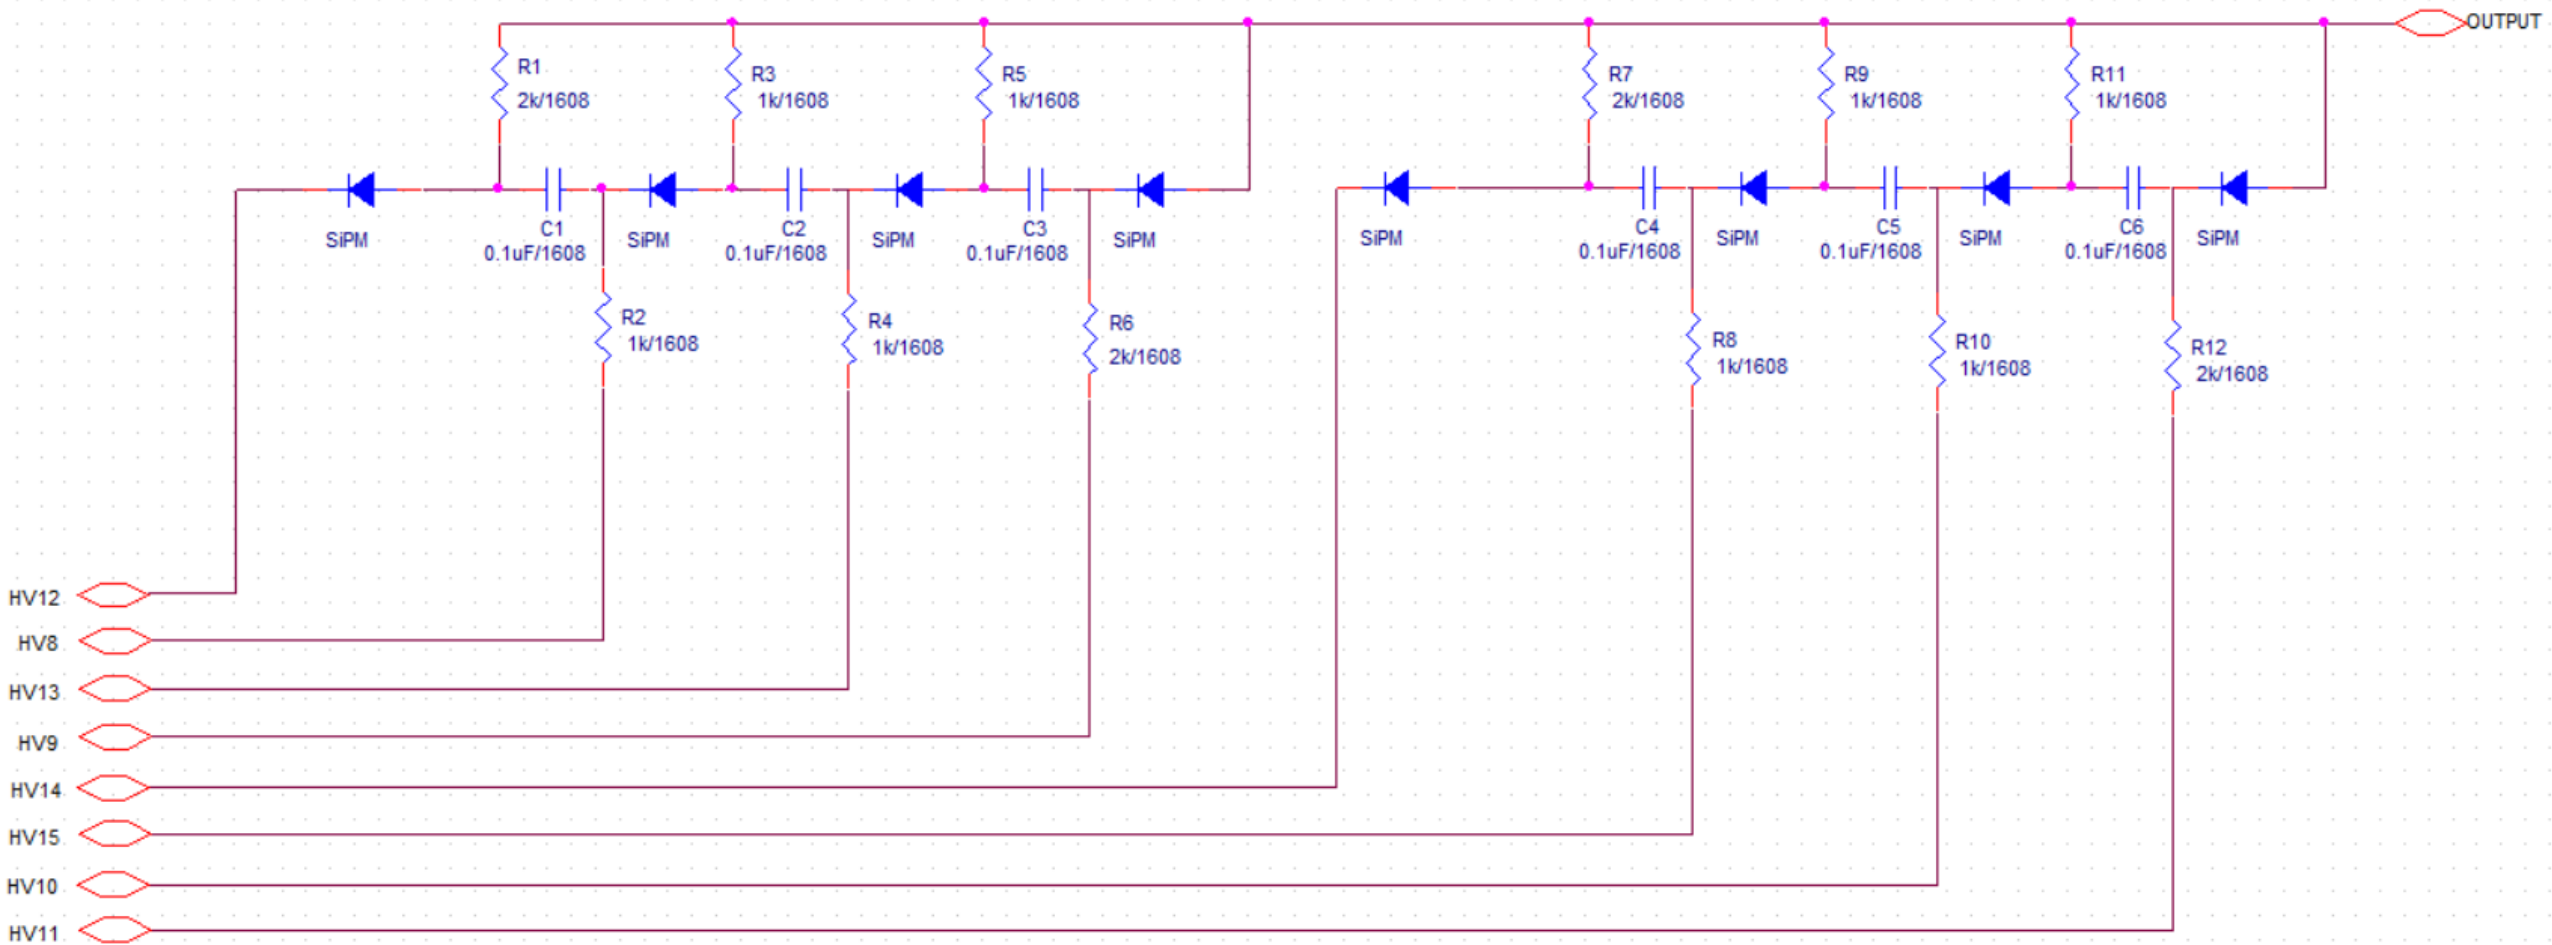 OUTPUT
R1
2k/1608
R3
1k/1608
R5
1k/1608
R7
2k/1608
R9
1k/1608
R11
1k/1608
SiPM
C1
0.1uF/1608
SiPM
C2
0.1uF/1608
SiPM
C3
0.1uF/1608
SiPM
SiPM
C4
0.1uF/1608
SiPM
C5
0.1uF/1608
SiPM
C6
0.1uF/1608
SiPM
R2
1k/1608
R4
1k/1608
R6
2k/1608
R8
1k/1608
R10
1k/1608
R12
2k/1608
HV12
HV8
HV13
HV9
HV14
HV15
HV10
HV11